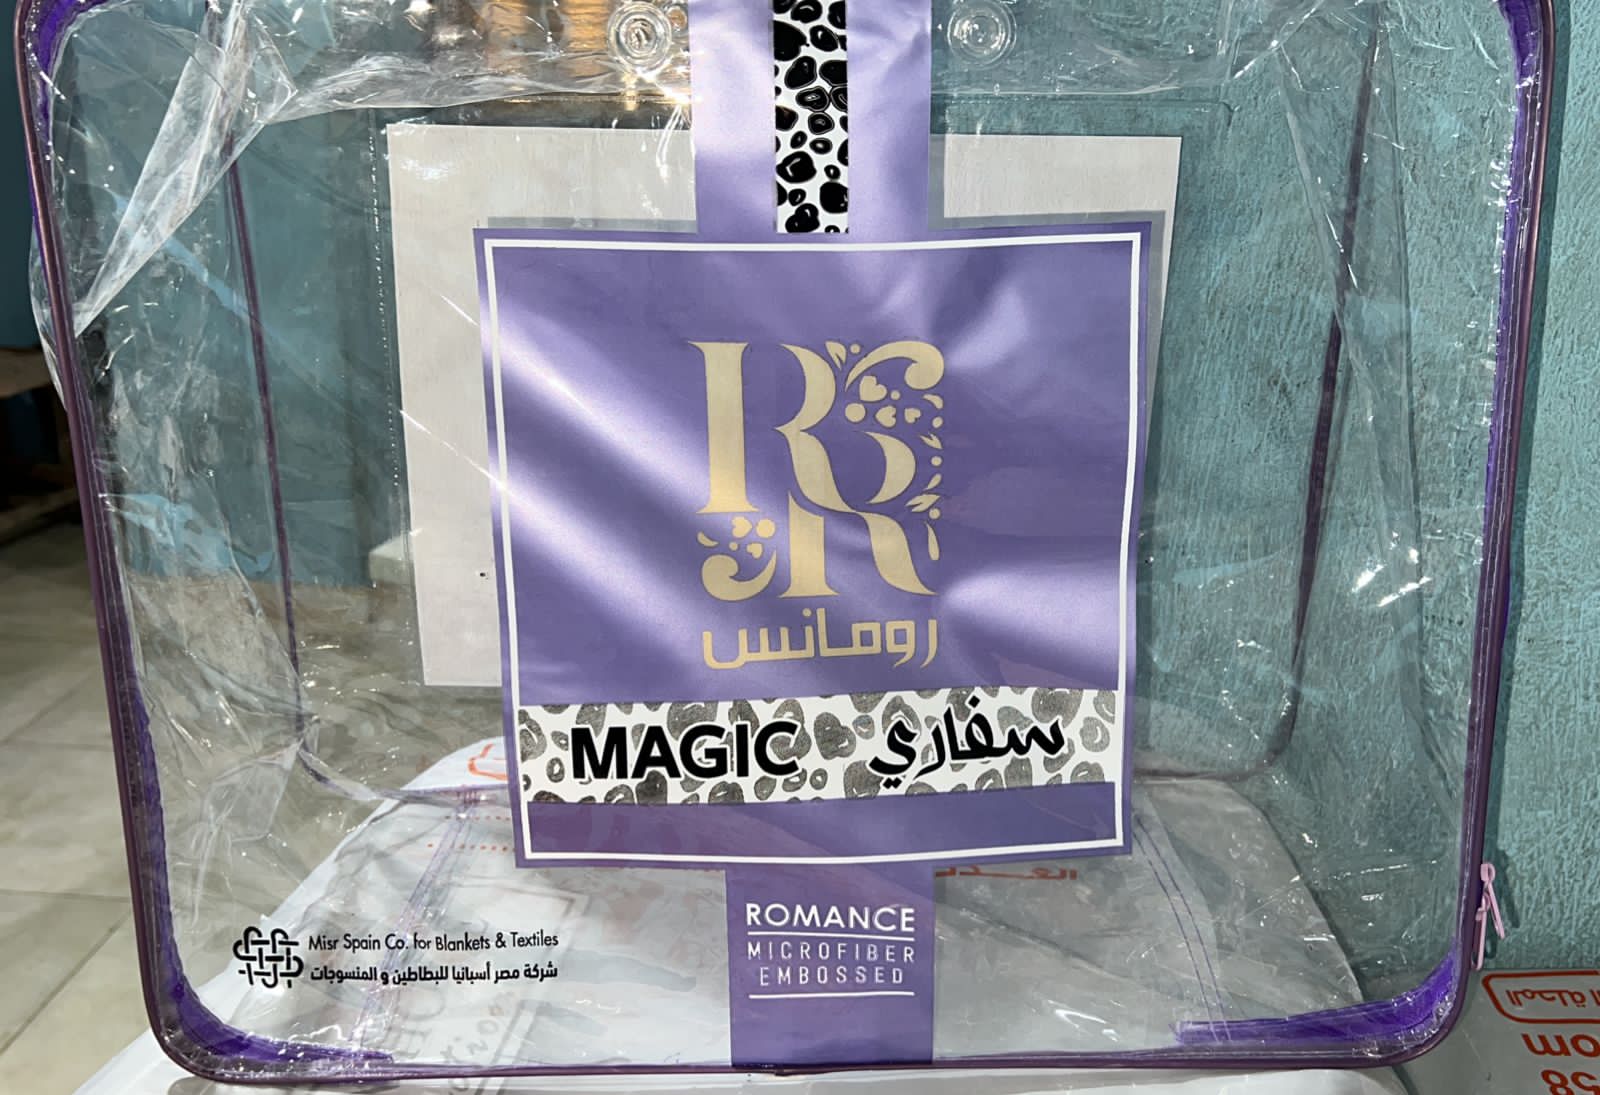 رومانس
MAGIC سفاري
ROMANCE
MICROFIBER
EMBOSSED
Misr Spain Co. for Blankets & Textiles
شركة مصر أسبانيا للبطاطين و المنسوجات